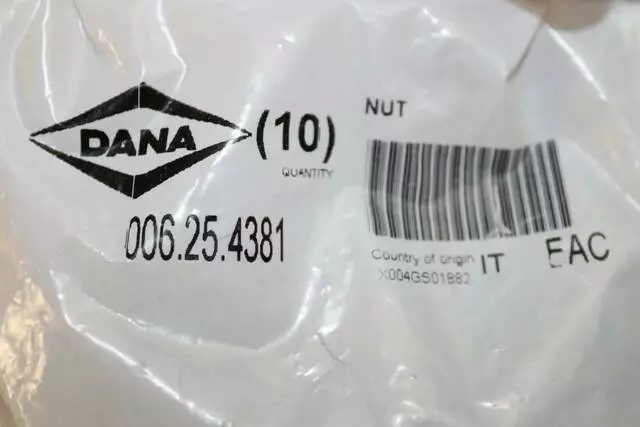 DANA
(10)
QUANTITY
006.25.4381
NUT
Country of origin IT EAC
X004GS01882